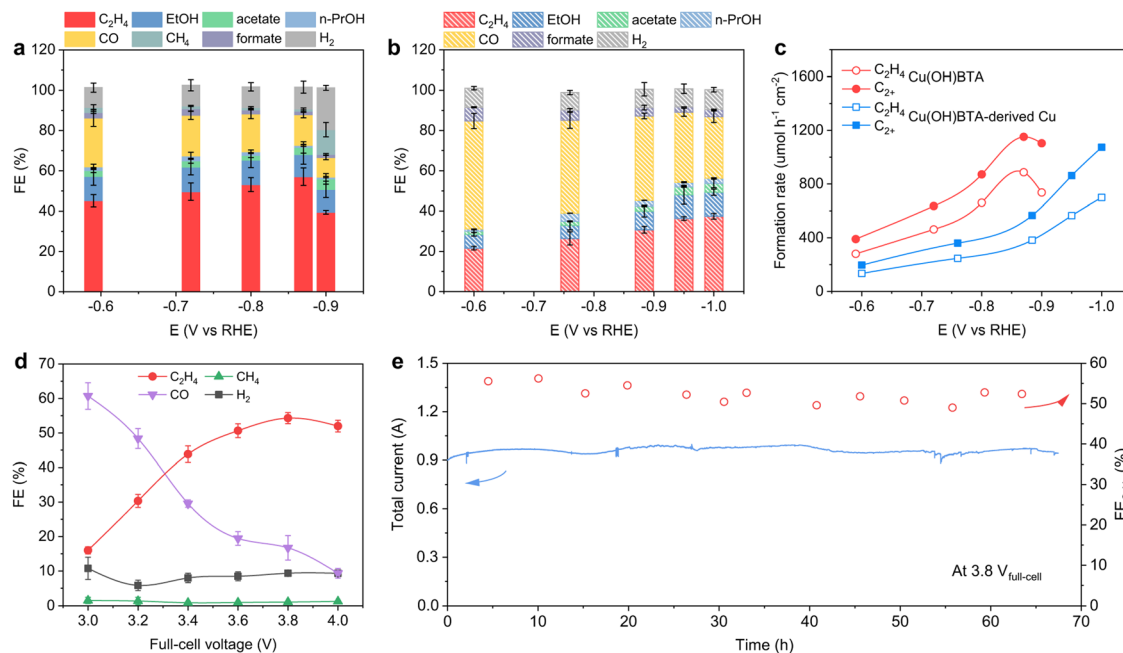 a
C₂H₄ EtOH acetate n-PrOH
CO CH₄ formate H₂
120
100
80
60
40
20
0
FE (%)
-0.6 -0.7 -0.8 -0.9
E (V vs RHE)
b
C₂H₄ EtOH acetate n-PrOH
CO formate H₂
120
100
80
60
40
20
0
FE (%)
-0.6 -0.7 -0.8 -0.9 -1.0
E (V vs RHE)
c
C₂H₄ Cu(OH)BTA
C₂₊
C₂H₄ Cu(OH)BTA-derived Cu
C₂₊
1600
1200
800
400
0
Formation rate (umol h⁻¹ cm⁻²)
-0.6 -0.7 -0.8 -0.9 -1.0
E (V vs RHE)
d
C₂H₄ CH₄
CO H₂
70
60
50
40
30
20
10
0
FE (%)
3.0 3.2 3.4 3.6 3.8 4.0
Full-cell voltage (V)
e
1.5
1.2
0.9
0.6
0.3
0.0
Total current (A)
60
50
40
30
20
10
0
(%)
At 3.8 V_full-cell
0 10 20 30 40 50 60 70
Time (h)